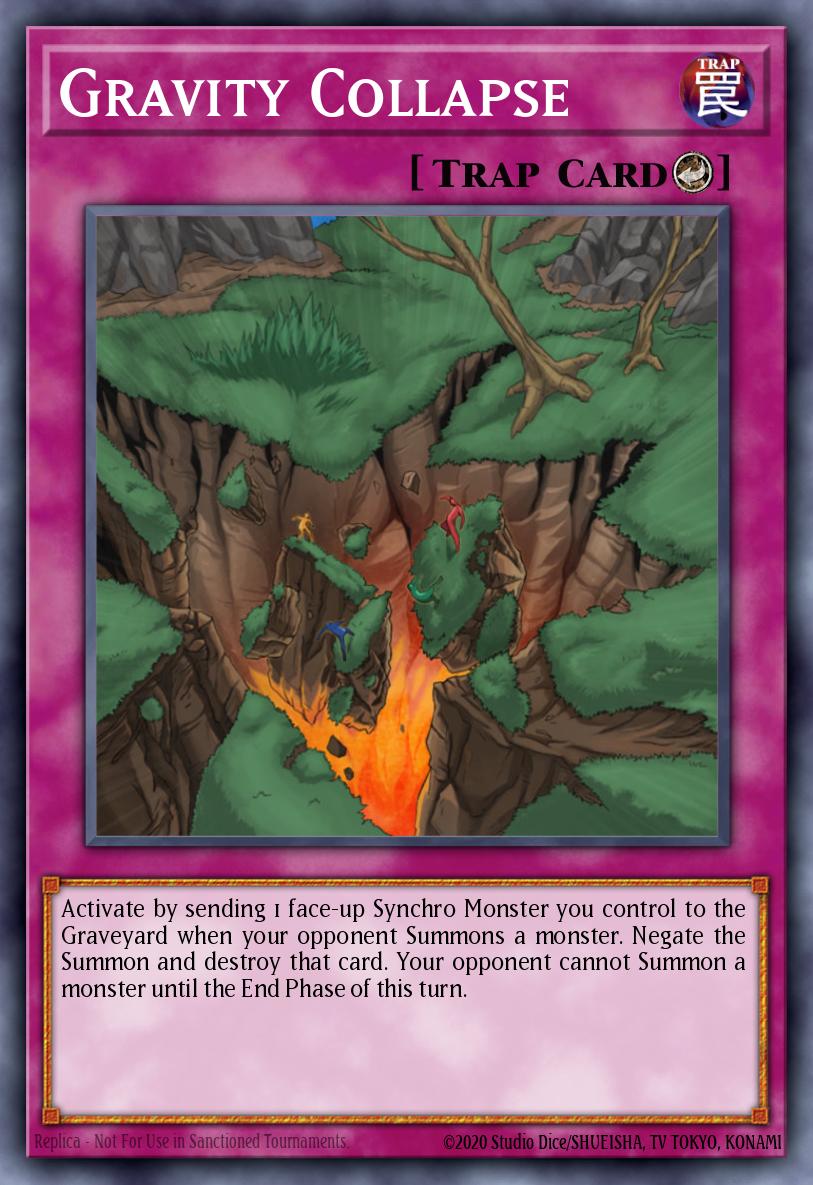 Gravity Collapse
TRAP
罠
[Trap Card]
Activate by sending 1 face-up Synchro Monster you control to the
Graveyard when your opponent Summons a monster. Negate the
Summon and destroy that card. Your opponent cannot Summon a
monster until the End Phase of this turn.
Replica - Not For Use in Sanctioned Tournaments.
©2020 Studio Dice/SHUEISHA, TV TOKYO, KONAMI